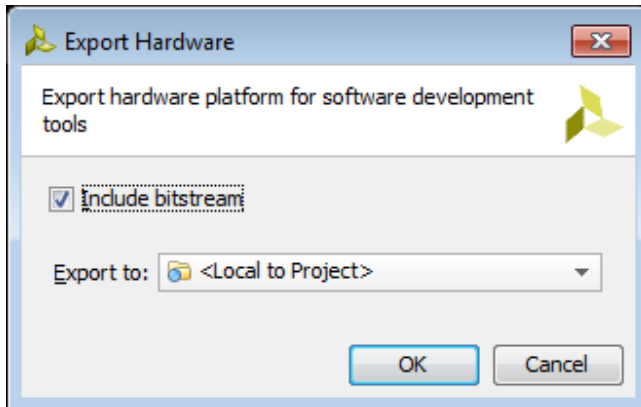 Export Hardware
Export hardware platform for software development
tools
Include bitstream
Export to: <Local to Project>
OK Cancel